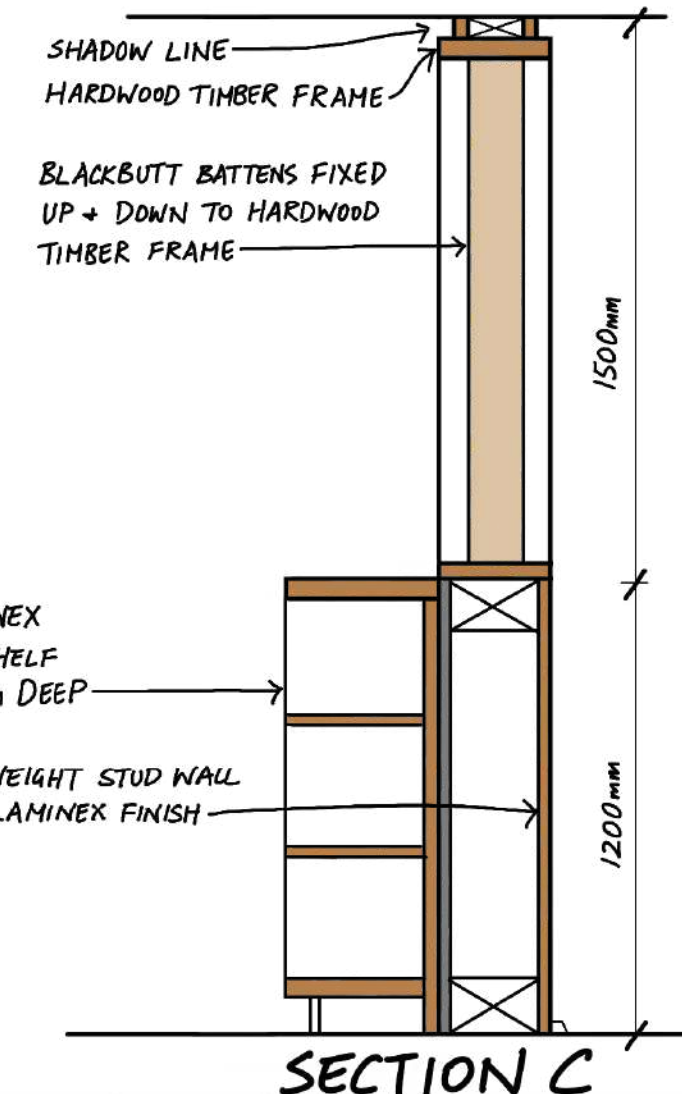 SHADOW LINE
HARDWOOD TIMBER FRAME
BLACKBUTT BATTENS FIXED
UP + DOWN TO HARDWOOD
TIMBER FRAME
1500mm
DEEP
STUD WALL
LAMINEX FINISH
1200mm
SECTION C